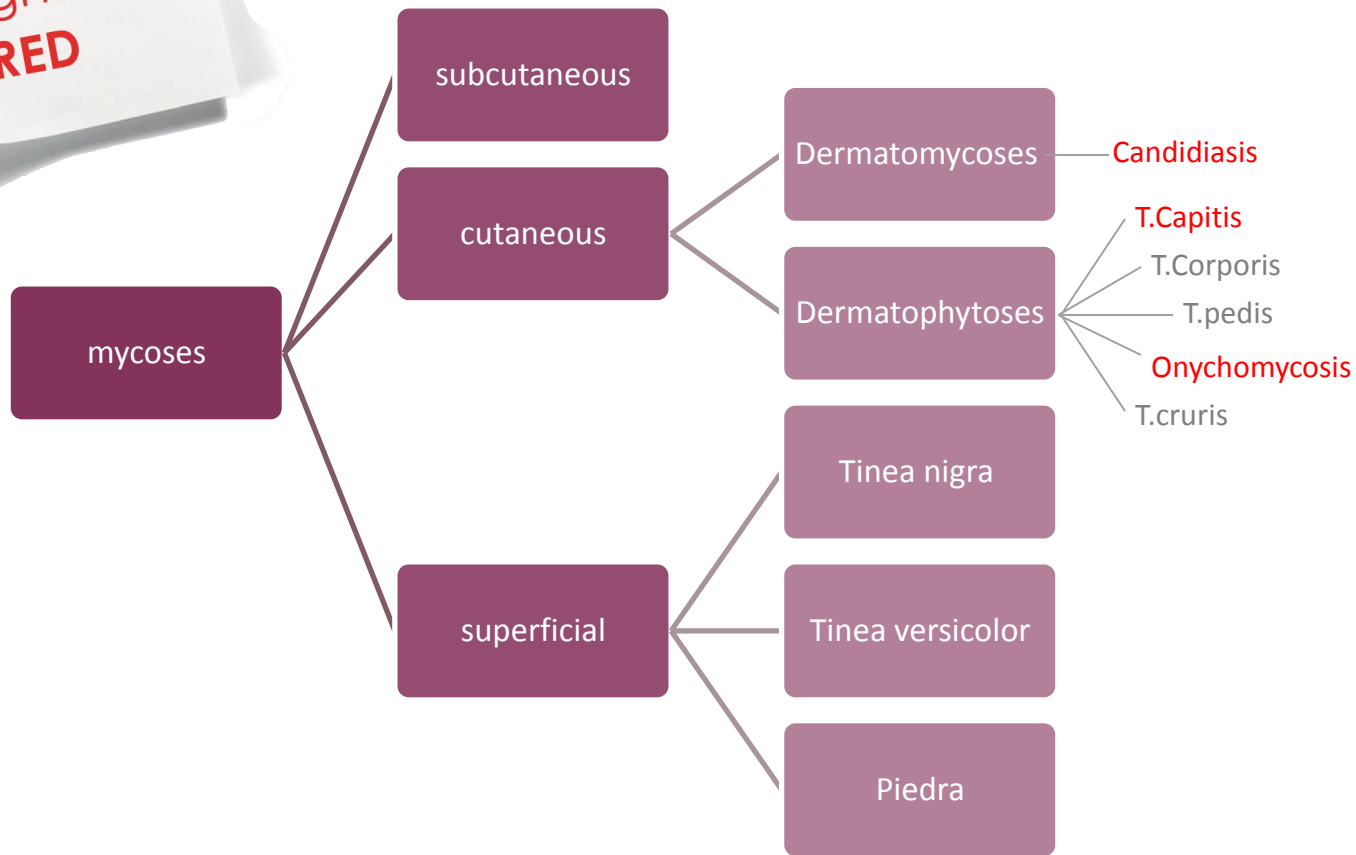 RED
subcutaneous
Dermatomycoses
Candidiasis
cutaneous
T.Capitis
T.Corporis
Dermatophytoses
T.pedis
mycoses
Onychomycosis
T.cruris
Tinea nigra
superficial
Tinea versicolor
Piedra